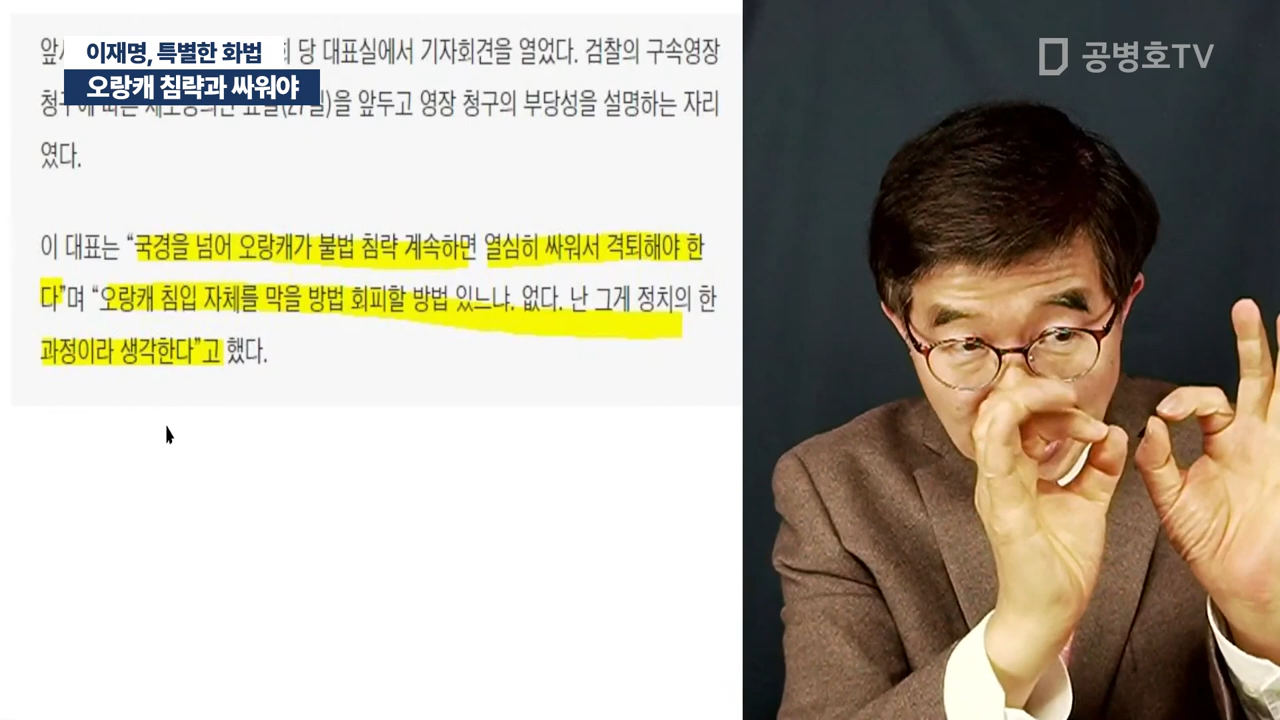 이재명, 특별한 화법
오랑캐 침략과 싸워야
공병호TV
당 대표실에서 기자회견을 열었다. 검찰의 구속영장
앞두고 영장 청구의 부당성을 설명하는 자리
였다.
이 대표는 “국경을 넘어 오랑캐가 불법 침략 계속하면 열심히 싸워서 격퇴해야 한
다”며 “오랑캐 침입 자체를 막을 방법 회피할 방법 있느냐. 없다. 난 그게 정치의 한
과정이라 생각한다”고 했다.